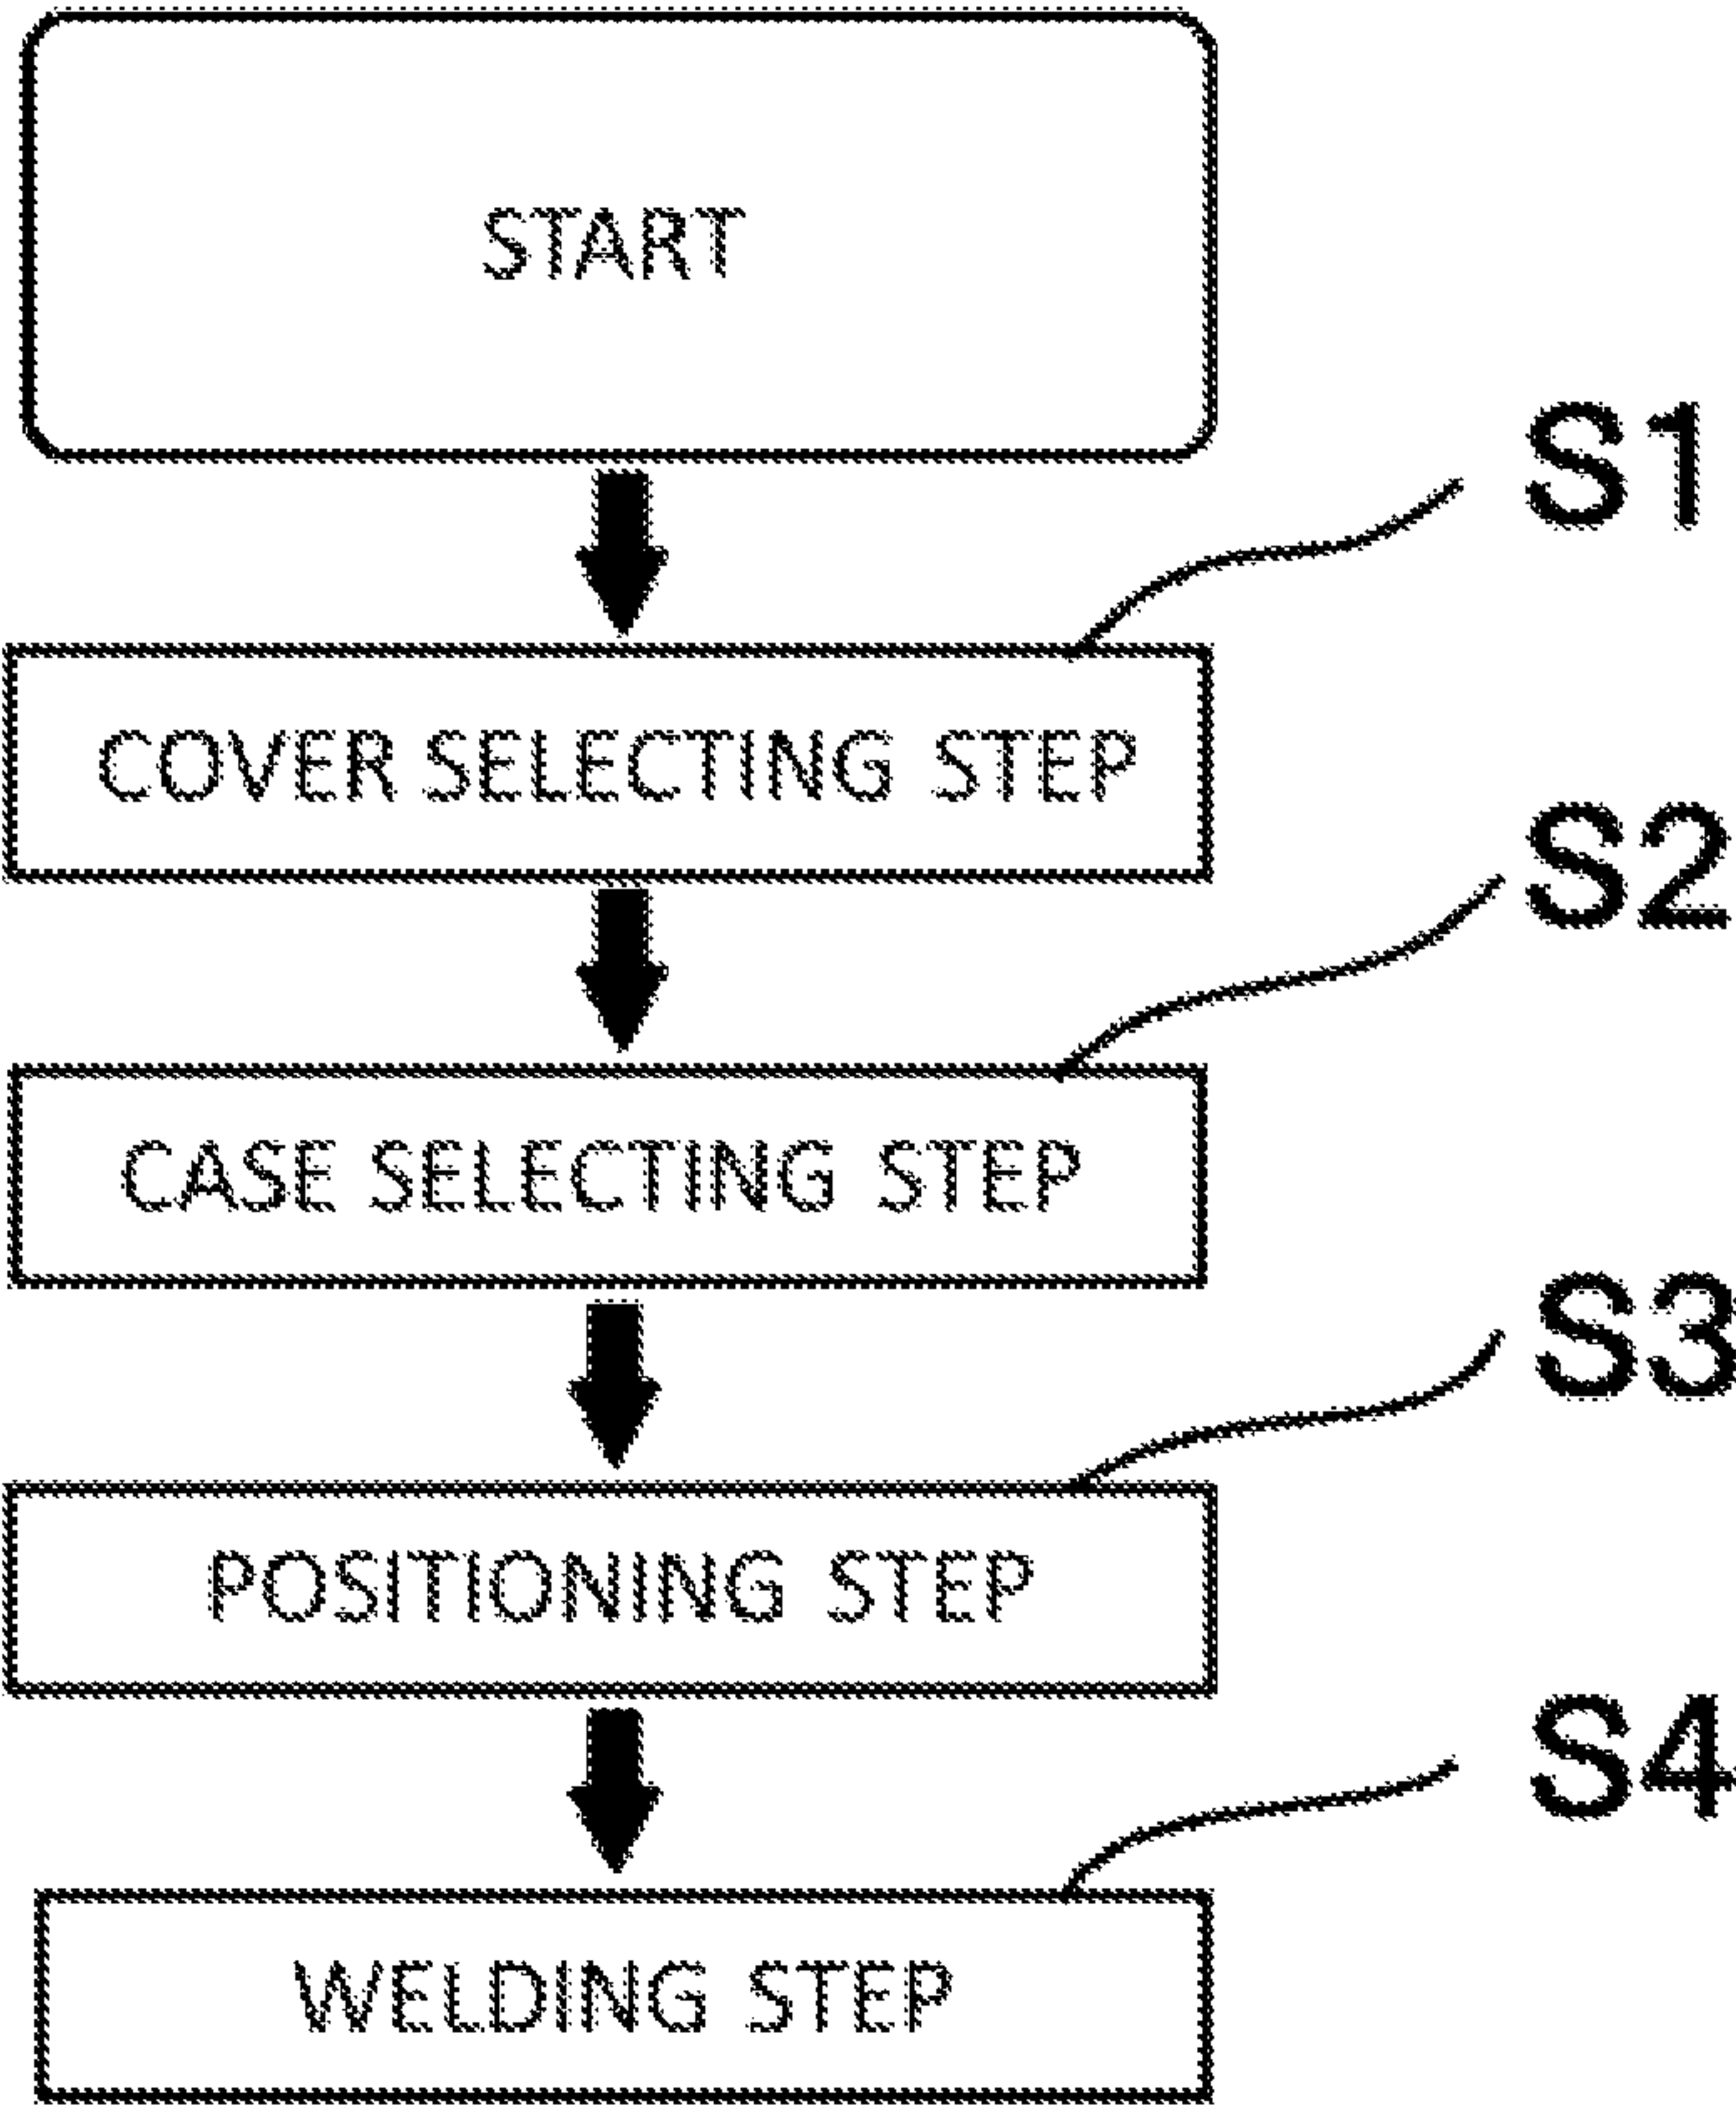 START
S1
COVER SELECTING STEP
S2
CASE SELECTING STEP
S3
POSITIONING STEP
S4
WELDING STEP